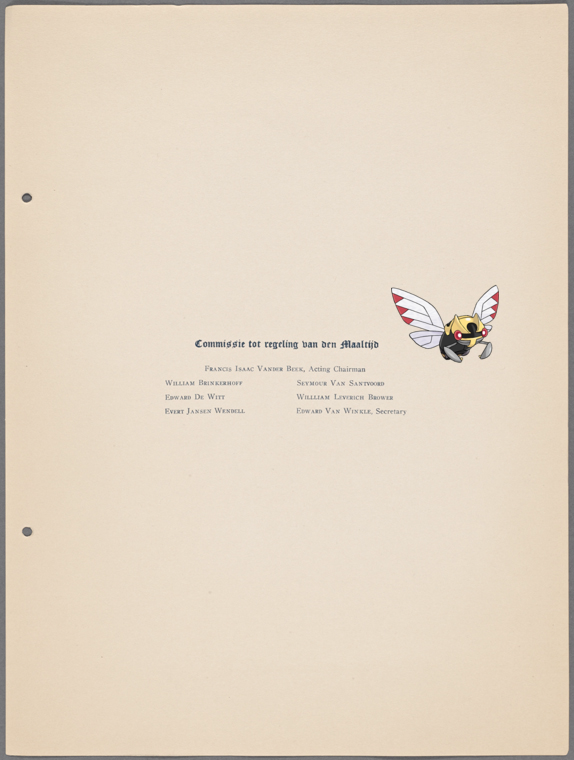 Commissie tot regeling van den Maaltijd
Francis Isaac Vander Beek, Acting Chairman
William Brinkerhoff Seymour Van Santvoord
Edward De Witt Willliam Leverich Brower
Evert Jansen Wendell Edward Van Winkle, Secretary